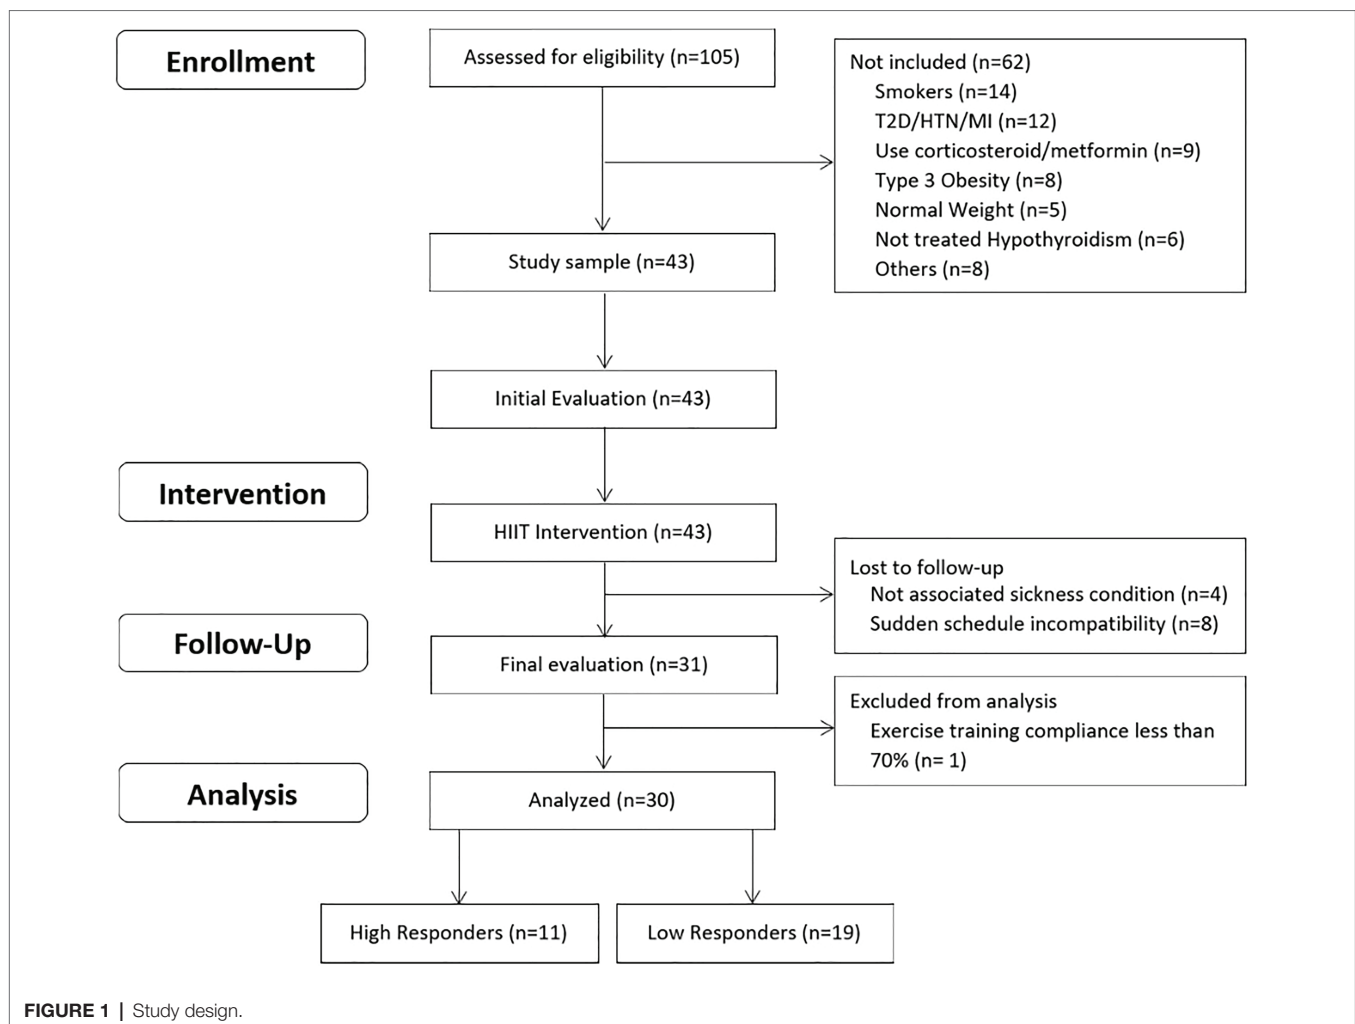 Enrollment
Assessed for eligibility (n=105)
Not included (n=62)
Smokers (n=14)
T2D/HTN/MI (n=12)
Use corticosteroid/metformin (n=9)
Type 3 Obesity (n=8)
Normal Weight (n=5)
Not treated Hypothyroidism (n=6)
Others (n=8)
Study sample (n=43)
Initial Evaluation (n=43)
Intervention
HIIT Intervention (n=43)
Lost to follow-up
Not associated sickness condition (n=4)
Sudden schedule incompatibility (n=8)
Follow-Up
Final evaluation (n=31)
Excluded from analysis
Exercise training compliance less than
70% (n= 1)
Analysis
Analyzed (n=30)
High Responders (n=11)
Low Responders (n=19)
FIGURE 1 | Study design.